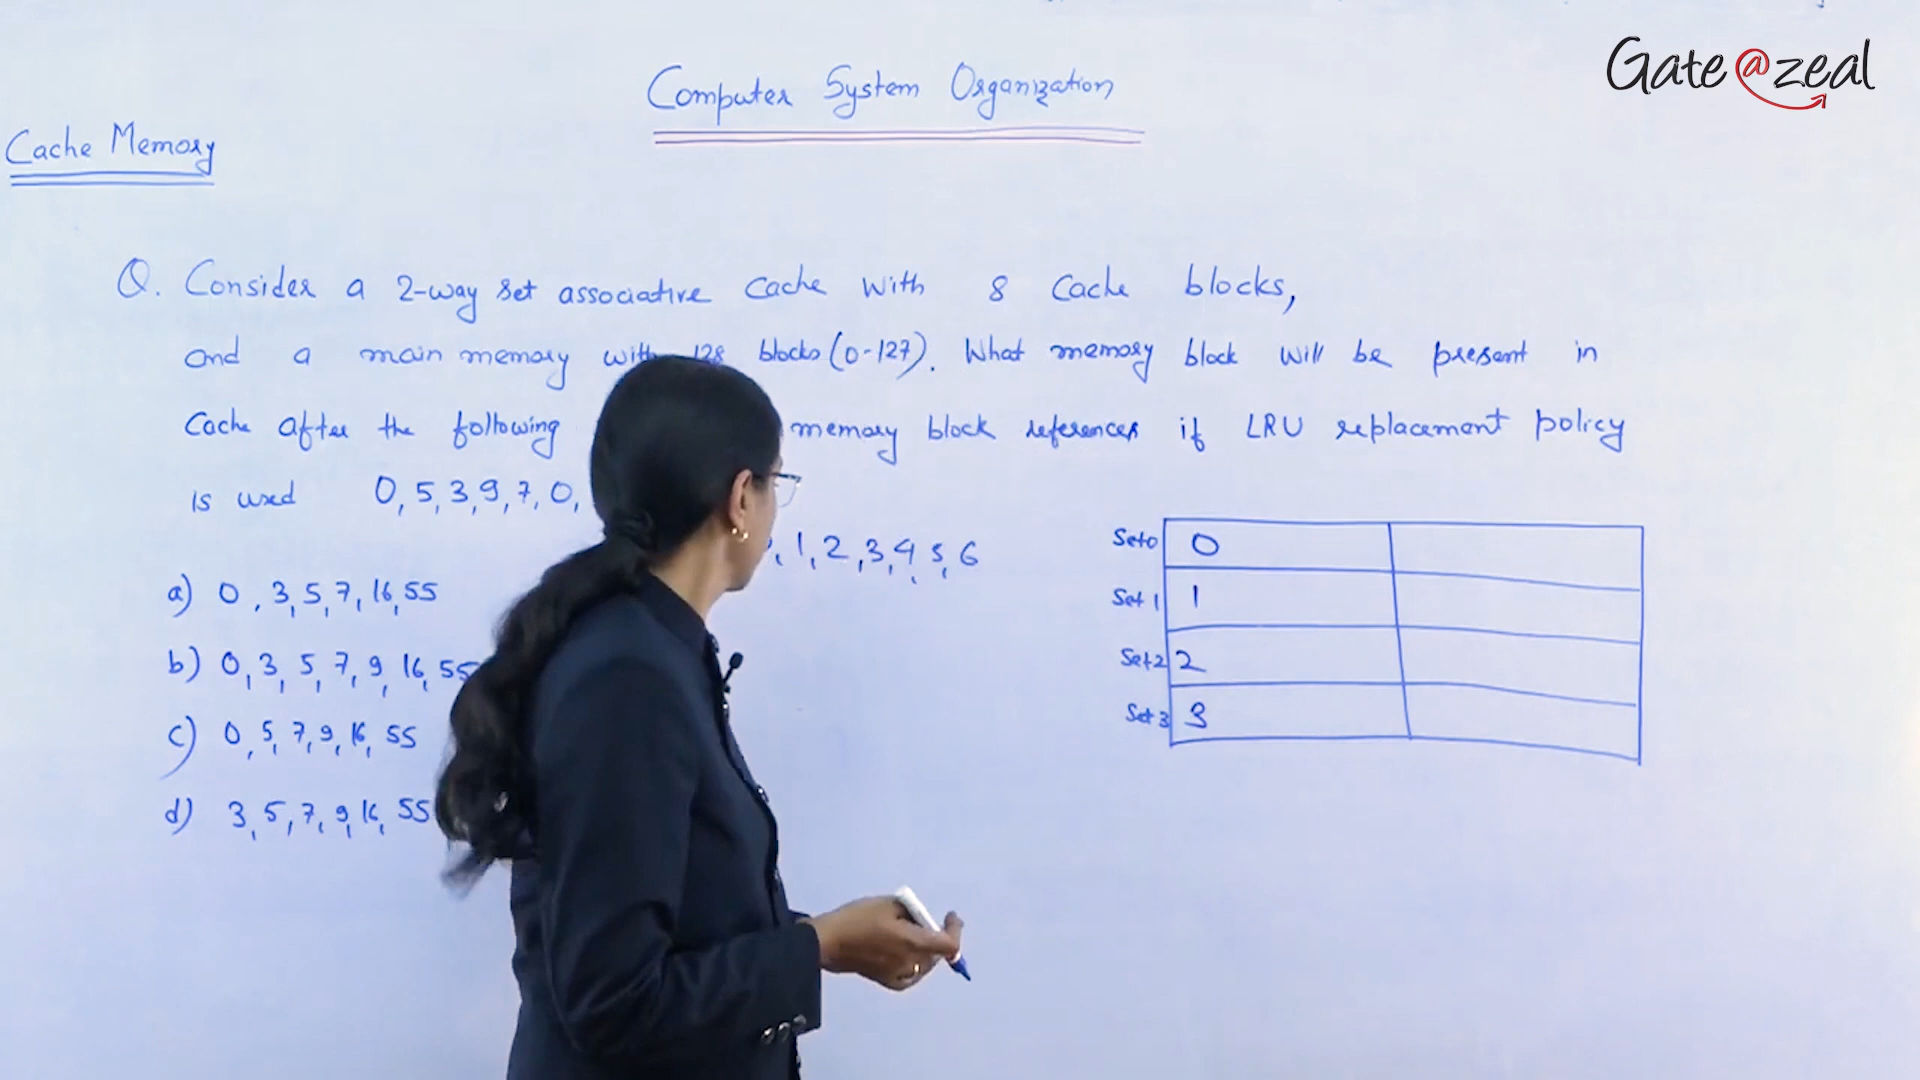 Gate@zeal
Computer System Organization
Cache Memory
Q. Consider a 2-way set associative cache with 8 cache blocks,
and a main memory with 128 blocks (0-127). What memory block will be present in
Cache after the following memory block references if LRU replacement policy
is used 0, 5, 3, 9, 7, 0,
1, 2, 3, 4, 5, 6
a) 0, 3, 5, 7, 16, 55
b) 0, 3, 5, 7, 9, 16, 55
c) 0, 5, 7, 9, 16, 55
d) 3, 5, 7, 9, 16, 55
Set0 0
Set 1 1
Set2 2
Set 3 3